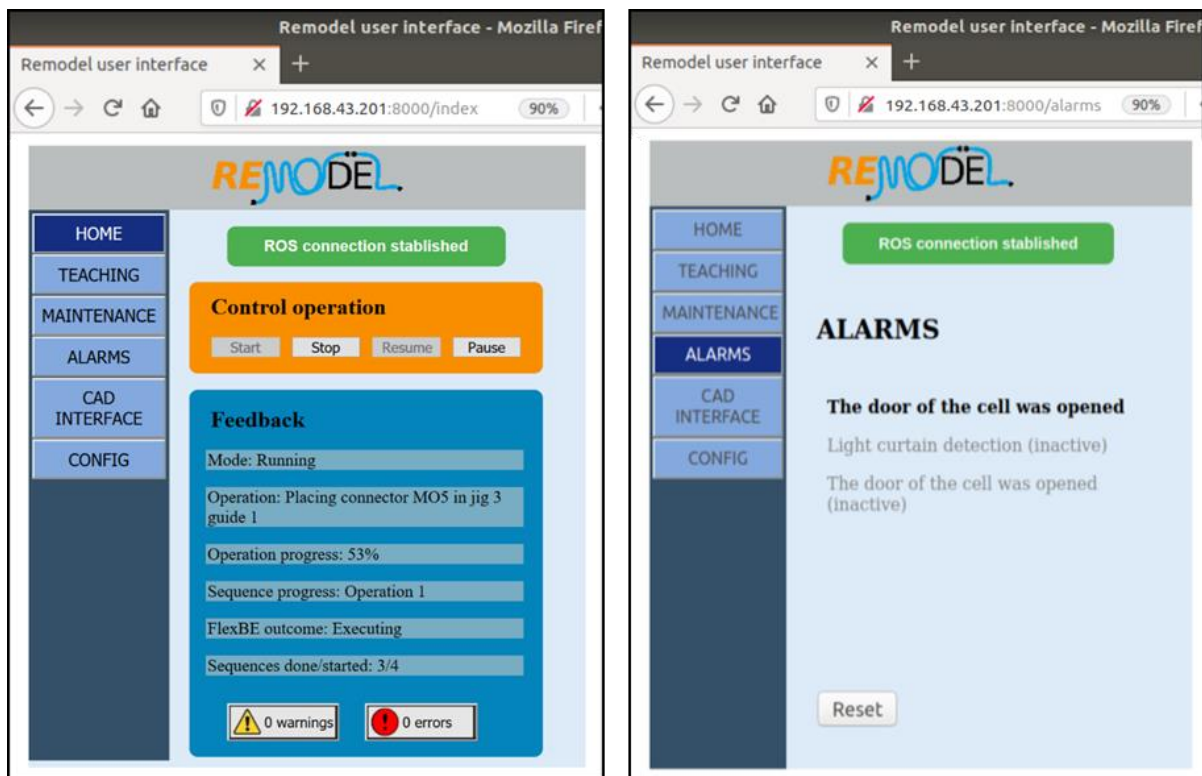 Remodel user interface - Mozilla Firef
Remodel user interface
192.168.43.201:8000/index
90%
REMODEL
HOME
TEACHING
MAINTENANCE
ALARMS
CAD
INTERFACE
CONFIG
ROS connection stablished
Control operation
Start Stop Resume Pause
Feedback
Mode: Running
Operation: Placing connector MO5 in jig 3
guide 1
Operation progress: 53%
Sequence progress: Operation 1
FlexBE outcome: Executing
Sequences done/started: 3/4
0 warnings 0 errors
Remodel user interface - Mozilla Firef
Remodel user interface
192.168.43.201:8000/alarms
90%
REMODEL
HOME
TEACHING
MAINTENANCE
ALARMS
CAD
INTERFACE
CONFIG
ROS connection stablished
ALARMS
The door of the cell was opened
Light curtain detection (inactive)
The door of the cell was opened
(inactive)
Reset